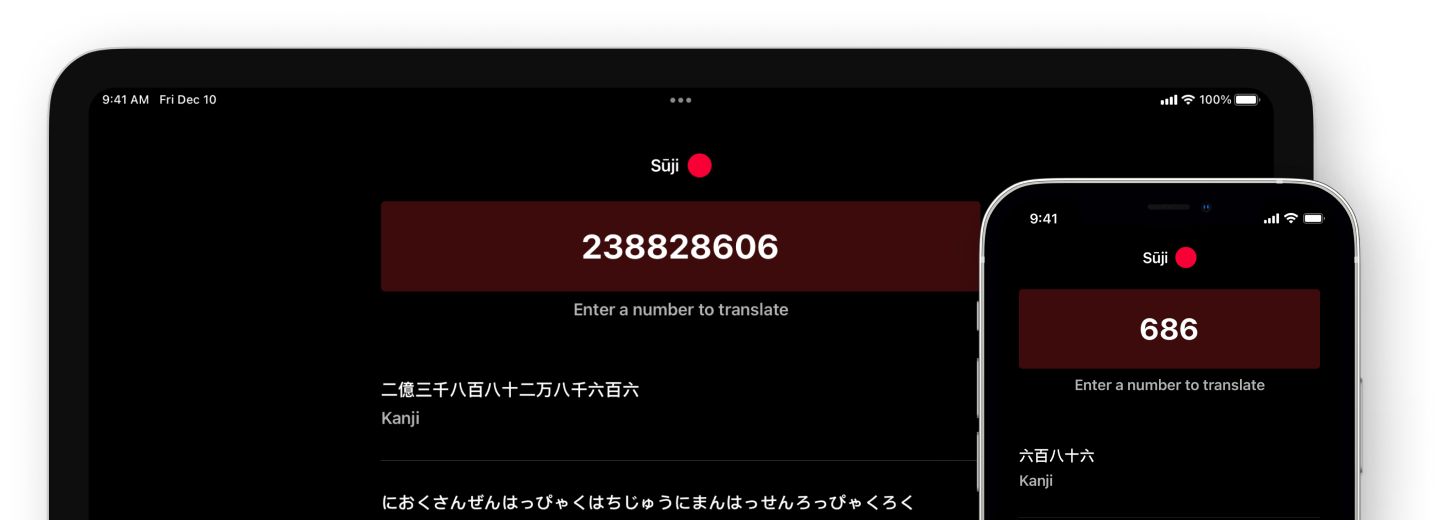 9:41 AM Fri Dec 10
100%
Sūji
238828606
Enter a number to translate
二億三千八百八十二万八千六百六
Kanji
におくさんぜんはっぴゃくはちじゅうにまんはっせんろっぴゃくろく
9:41
Sūji
686
Enter a number to translate
六百八十六
Kanji